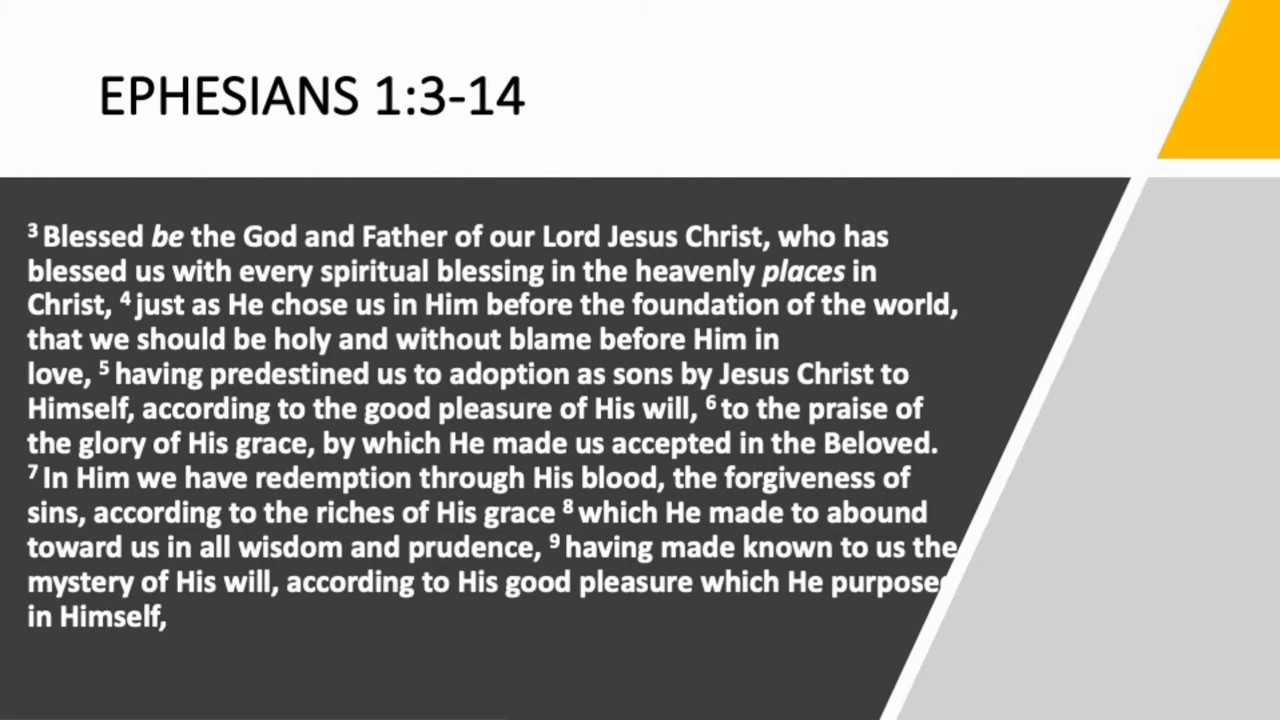 EPHESIANS 1:3-14
³ Blessed be the God and Father of our Lord Jesus Christ, who has
blessed us with every spiritual blessing in the heavenly places in
Christ, ⁴ just as He chose us in Him before the foundation of the world,
that we should be holy and without blame before Him in
love, ⁵ having predestined us to adoption as sons by Jesus Christ to
Himself, according to the good pleasure of His will, ⁶ to the praise of
the glory of His grace, by which He made us accepted in the Beloved.
⁷ In Him we have redemption through His blood, the forgiveness of
sins, according to the riches of His grace ⁸ which He made to abound
toward us in all wisdom and prudence, ⁹ having made known to us the
mystery of His will, according to His good pleasure which He purposed
in Himself,